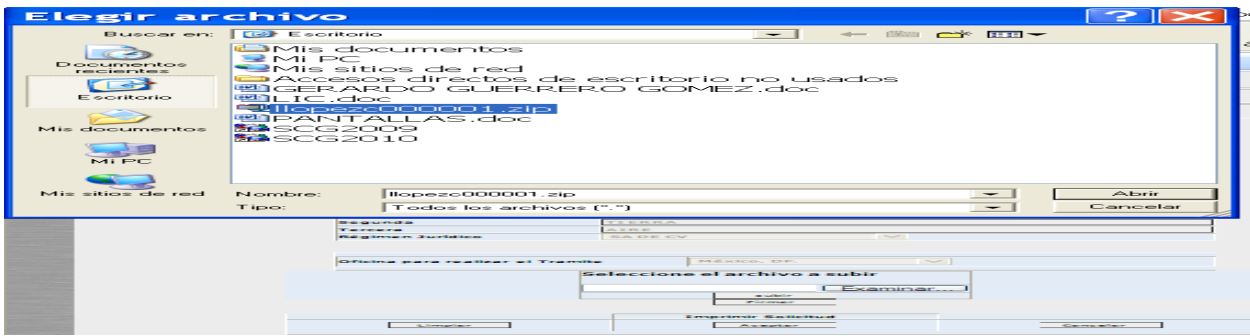 Elegir archivo
Buscar en:
Escritorio
Documentos recientes
Escritorio
Mis documentos
Mi PC
Mis sitios de red
Mis documentos
Mi PC
Mis sitios de red
Accesos directos de escritorio no usados
GERARDO GUERRERO GOMEZ.doc
LIC.doc
llopezc000001.zip
PANTALLAS.doc
SCG2009
SCG2010
Nombre:
llopezc000001.zip
Abrir
Tipo:
Todos los archivos (*.*)
Cancelar
Segunda
TIERRA
Tercera
AIRE
Régimen Jurídico
SA DE CV
Oficina para realizar el Tramite
México, DF.
Seleccione el archivo a subir
Examinar...
subir
Firmar
Imprimir Solicitud
Limpiar
Aceptar
Cancelar